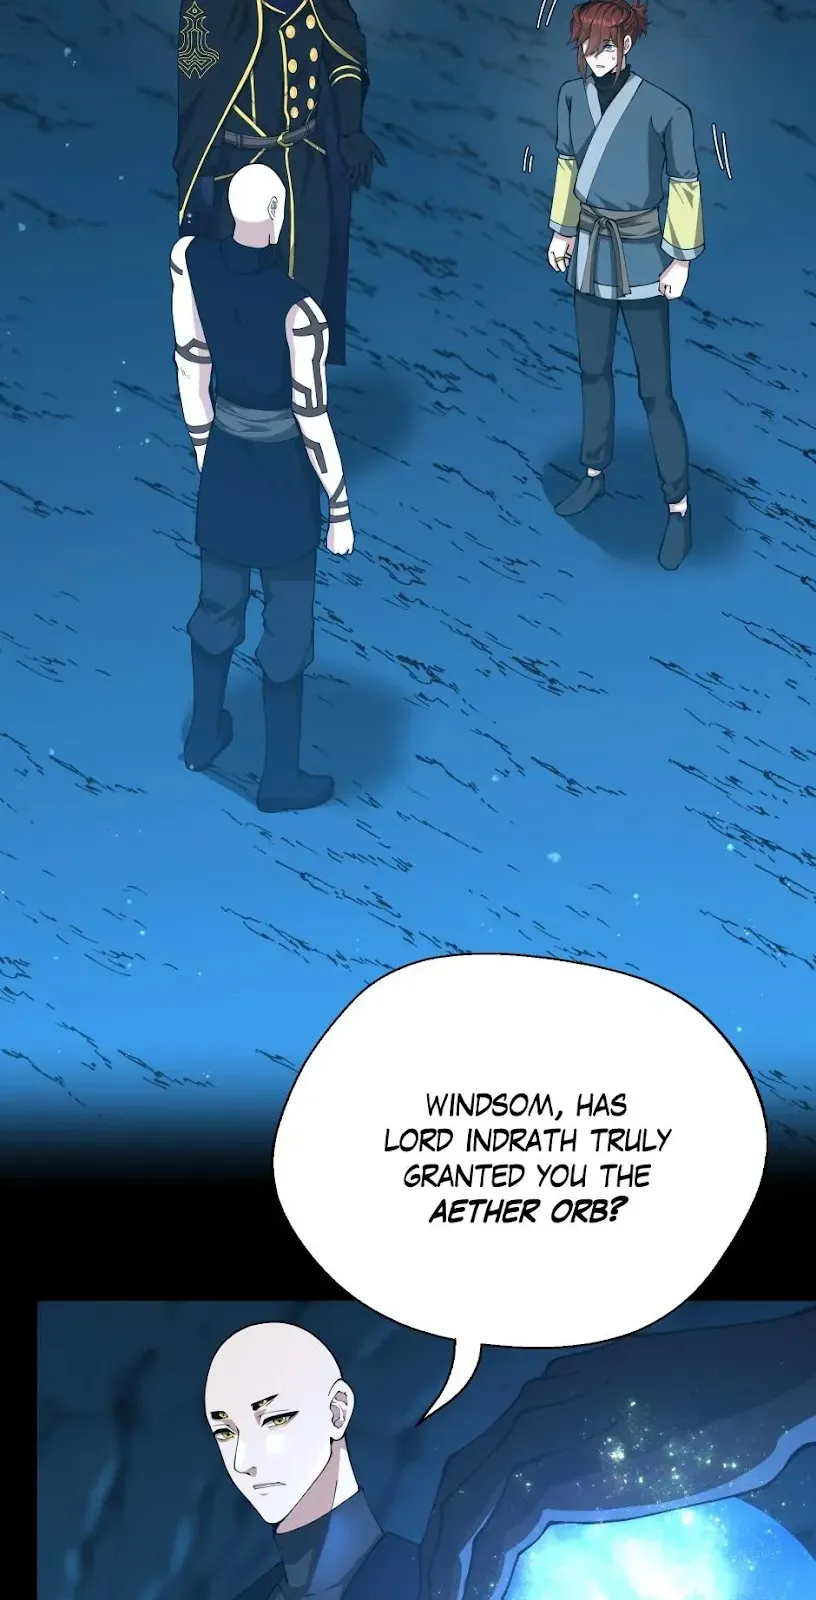 WINDSOM, HAS
LORD INDRATH TRULY
GRANTED YOU THE
AETHER ORB?